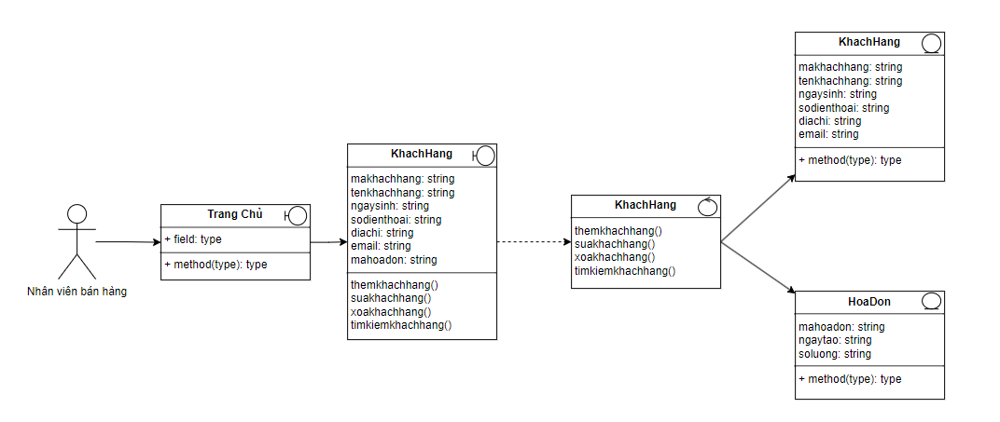 Nhân viên bán hàng
Trang Chủ
+ field: type
+ method(type): type
KhachHang
makhachhang: string
tenkhachhang: string
ngaysinh: string
sodienthoai: string
diachi: string
email: string
mahoadon: string
themkhachhang()
suakhachhang()
xoakhachhang()
timkiemkhachhang()
KhachHang
themkhachhang()
suakhachhang()
xoakhachhang()
timkiemkhachhang()
KhachHang
makhachhang: string
tenkhachhang: string
ngaysinh: string
sodienthoai: string
diachi: string
email: string
+ method(type): type
HoaDon
mahoadon: string
ngaytao: string
soluong: string
+ method(type): type